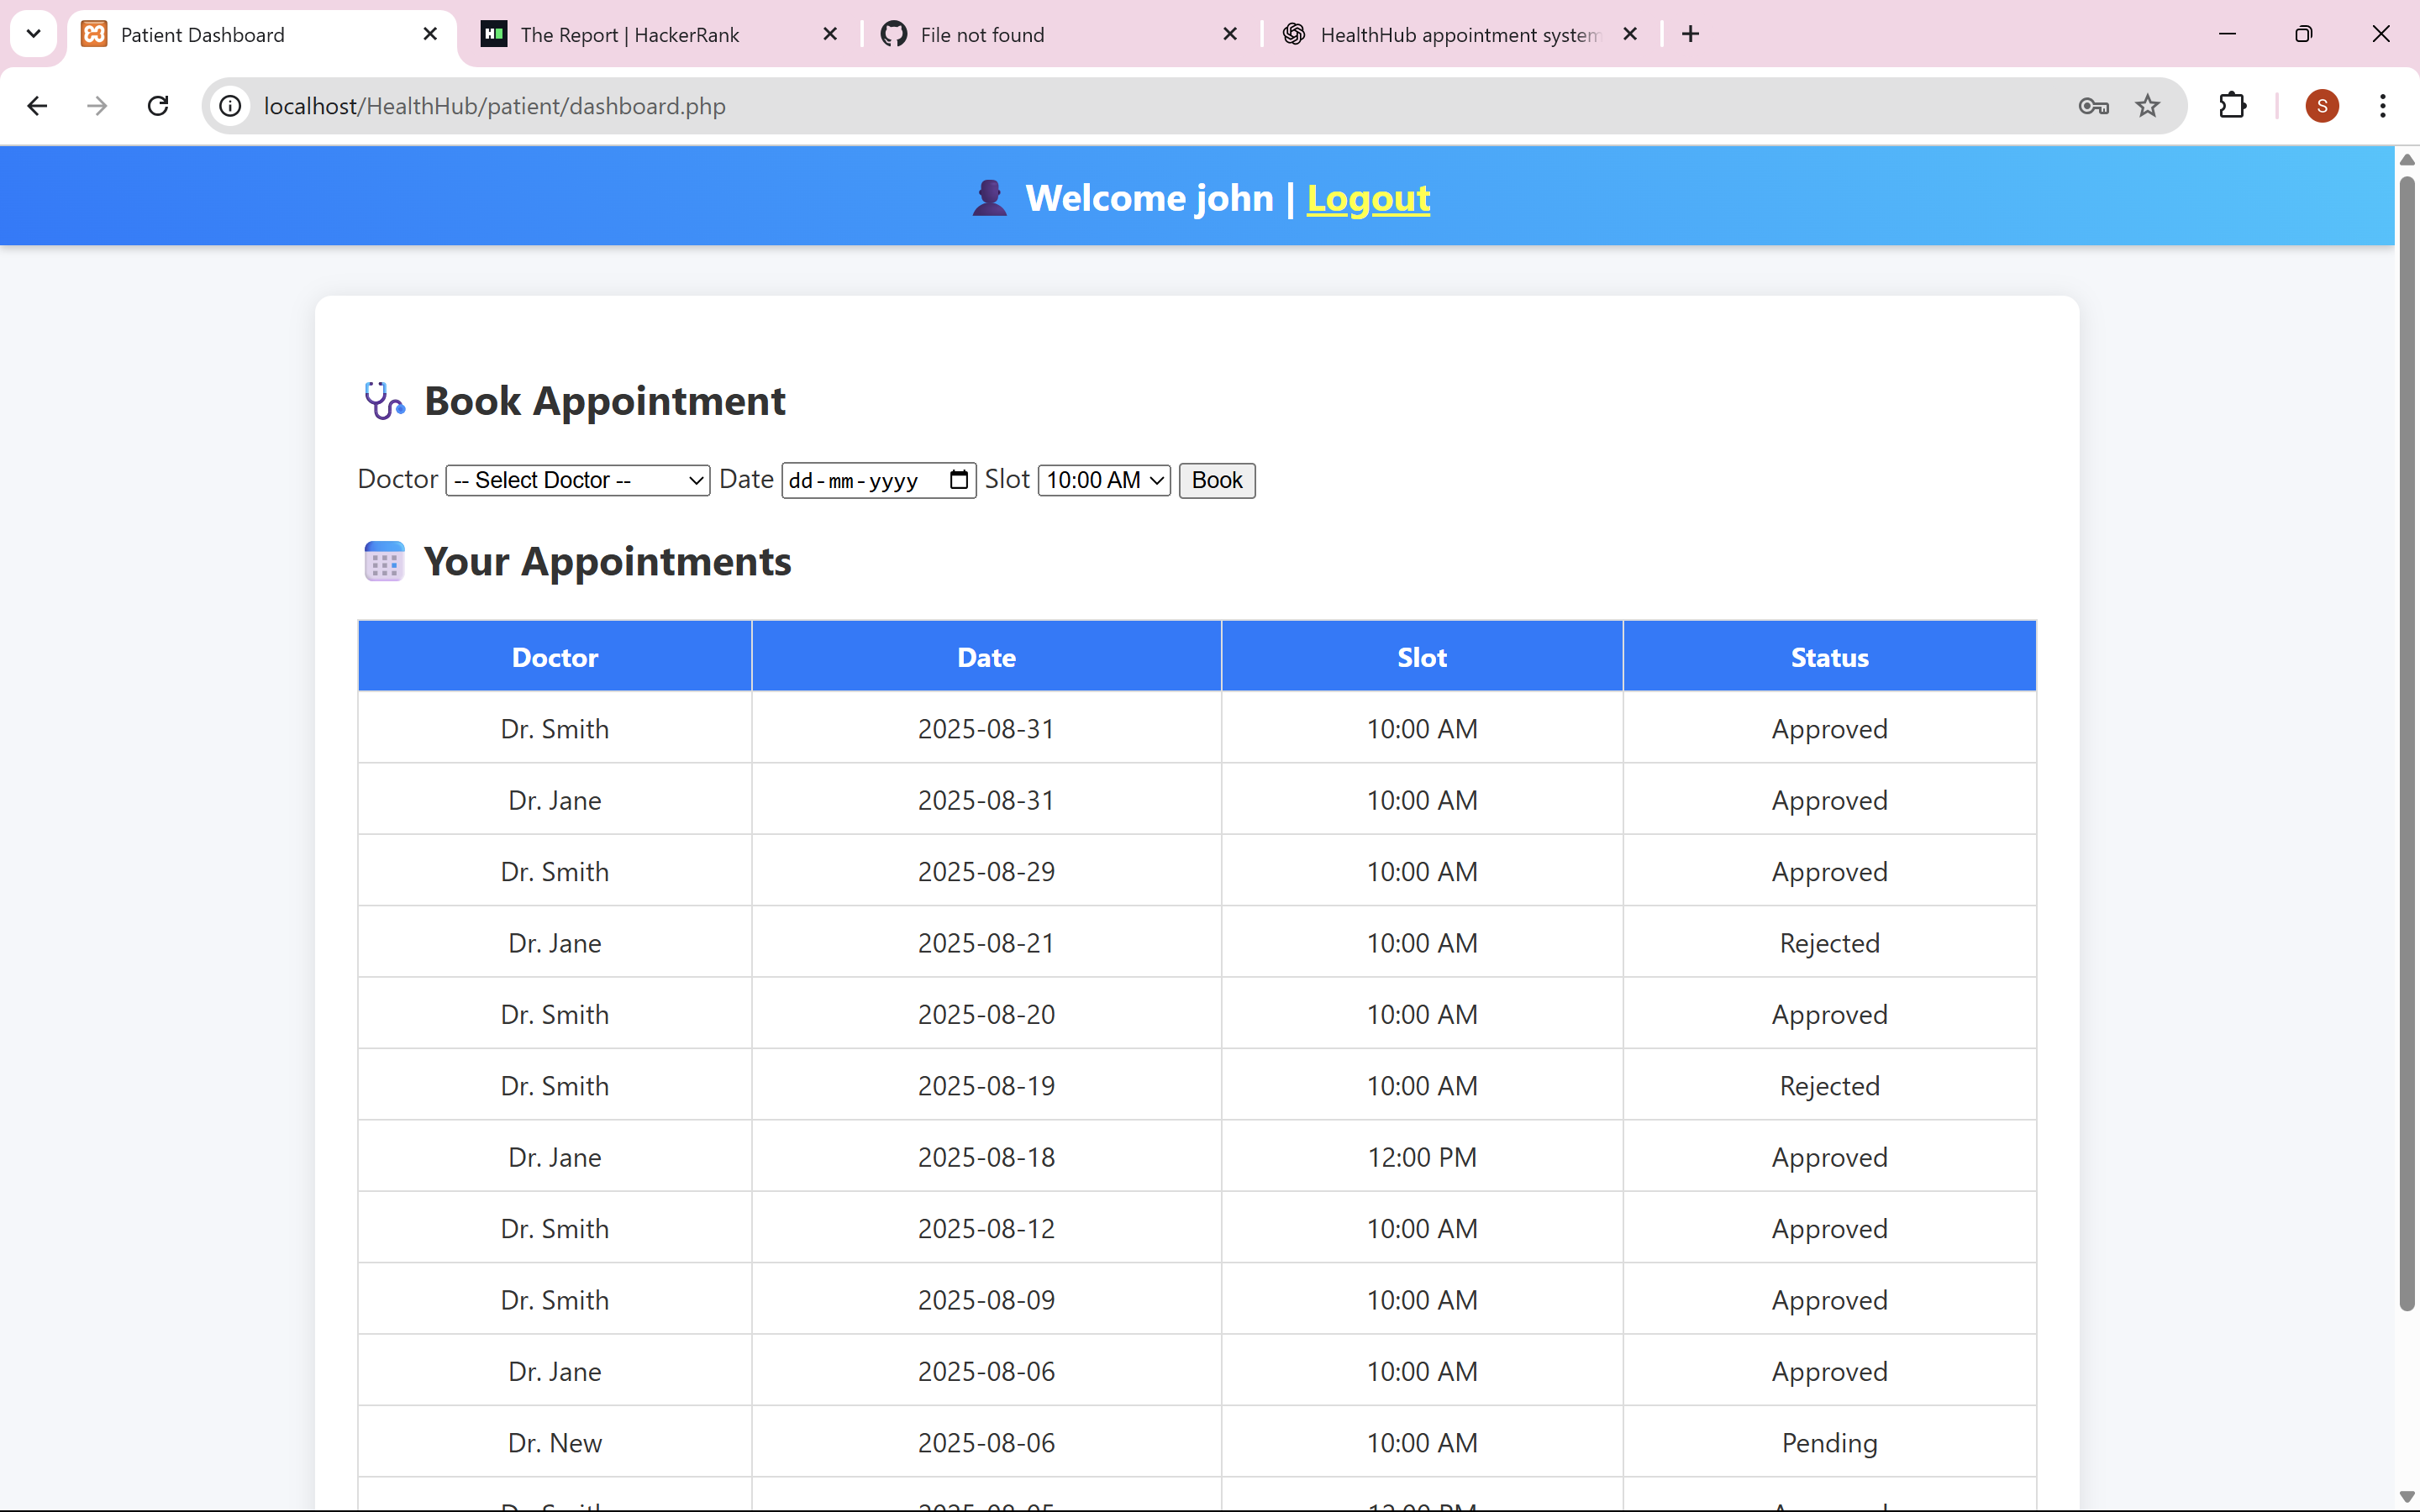 Patient Dashboard
The Report | HackerRank
File not found
HealthHub appointment system
localhost/HealthHub/patient/dashboard.php
S
Welcome john | Logout
Book Appointment
Doctor -- Select Doctor -- Date dd-mm-yyyy Slot 10:00 AM Book
Your Appointments
Doctor Date Slot Status
Dr. Smith 2025-08-31 10:00 AM Approved
Dr. Jane 2025-08-31 10:00 AM Approved
Dr. Smith 2025-08-29 10:00 AM Approved
Dr. Jane 2025-08-21 10:00 AM Rejected
Dr. Smith 2025-08-20 10:00 AM Approved
Dr. Smith 2025-08-19 10:00 AM Rejected
Dr. Jane 2025-08-18 12:00 PM Approved
Dr. Smith 2025-08-12 10:00 AM Approved
Dr. Smith 2025-08-09 10:00 AM Approved
Dr. Jane 2025-08-06 10:00 AM Approved
Dr. New 2025-08-06 10:00 AM Pending